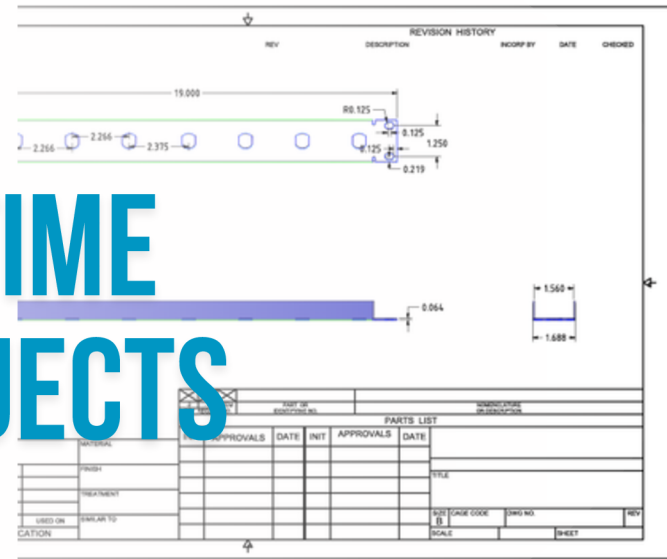 REVISION HISTORY
REV DESCRIPTION INCORP BY DATE CHECKED
19.000
R0.125
2.266 2.266 2.375 0.125 0.125 1.250
0.219
IME
JECTS
0.064
1.560
1.688
PART OR
IDENTIFYING NO.
NOMENCLATURE
OR DESCRIPTION
PARTS LIST
APPROVALS DATE INIT APPROVALS DATE
MATERIAL
FINISH
TITLE
TREATMENT
SIZE CAGE CODE DWG NO. REV
B
USED ON SIMILAR TO
CATION SCALE SHEET